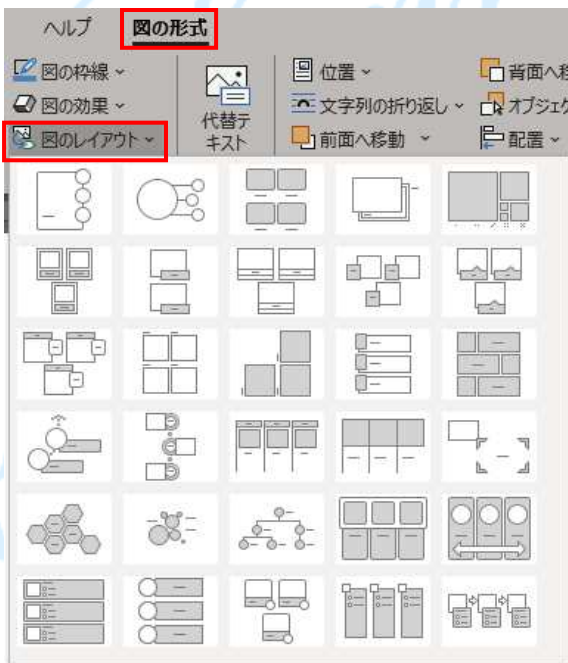 ヘルプ 図の形式
図の枠線
図の効果
図のレイアウト
代替テ
キスト
位置
文字列の折り返し
前面へ移動
背面へ移
オブジェク
配置